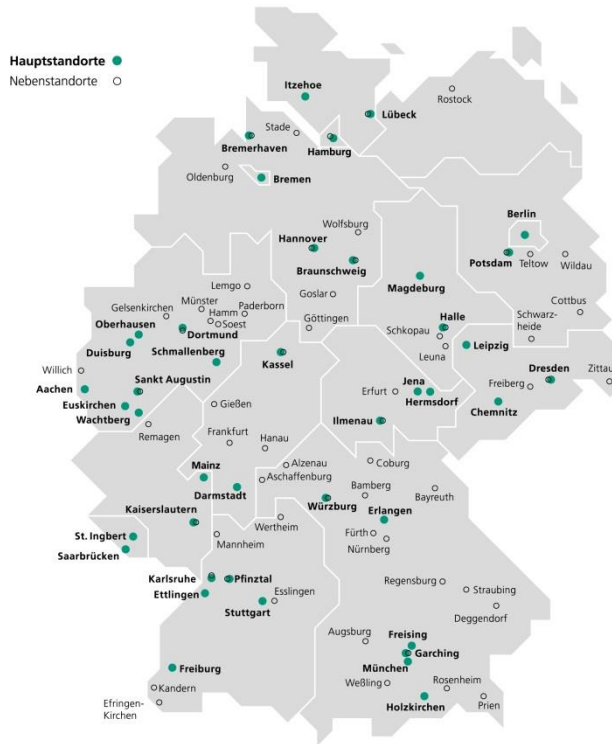 Hauptstandorte
Nebenstandorte
Itzehoe
Rostock
Lübeck
Stade
Bremerhaven
Hamburg
Oldenburg
Bremen
Wolfsburg
Hannover
Berlin
Braunschweig
Potsdam
Teltow
Wildau
Magdeburg
Lemgo
Goslar
Münster
Paderborn
Gelsenkirchen
Hamm
Cottbus
Oberhausen
Soest
Göttingen
Halle
Schwarz-
heide
Dortmund
Schkopau
Duisburg
Schmallenberg
Kassel
Leuna
Leipzig
Willich
Dresden
Zittau
Sankt Augustin
Jena
Freiberg
Aachen
Erfurt
Hermsdorf
Chemnitz
Euskirchen
Gießen
Wachtberg
Ilmenau
Remagen
Frankfurt
Hanau
Mainz
Alzenau
Coburg
Aschaffenburg
Bamberg
Darmstadt
Bayreuth
Kaiserslautern
Würzburg
Erlangen
Wertheim
St. Ingbert
Mannheim
Fürth
Saarbrücken
Nürnberg
Karlsruhe
Pfinztal
Regensburg
Straubing
Ettlingen
Esslingen
Stuttgart
Deggendorf
Augsburg
Freising
Garching
Freiburg
München
Kandern
Weßling
Rosenheim
Efringen-
Kirchen
Holzkirchen
Prien